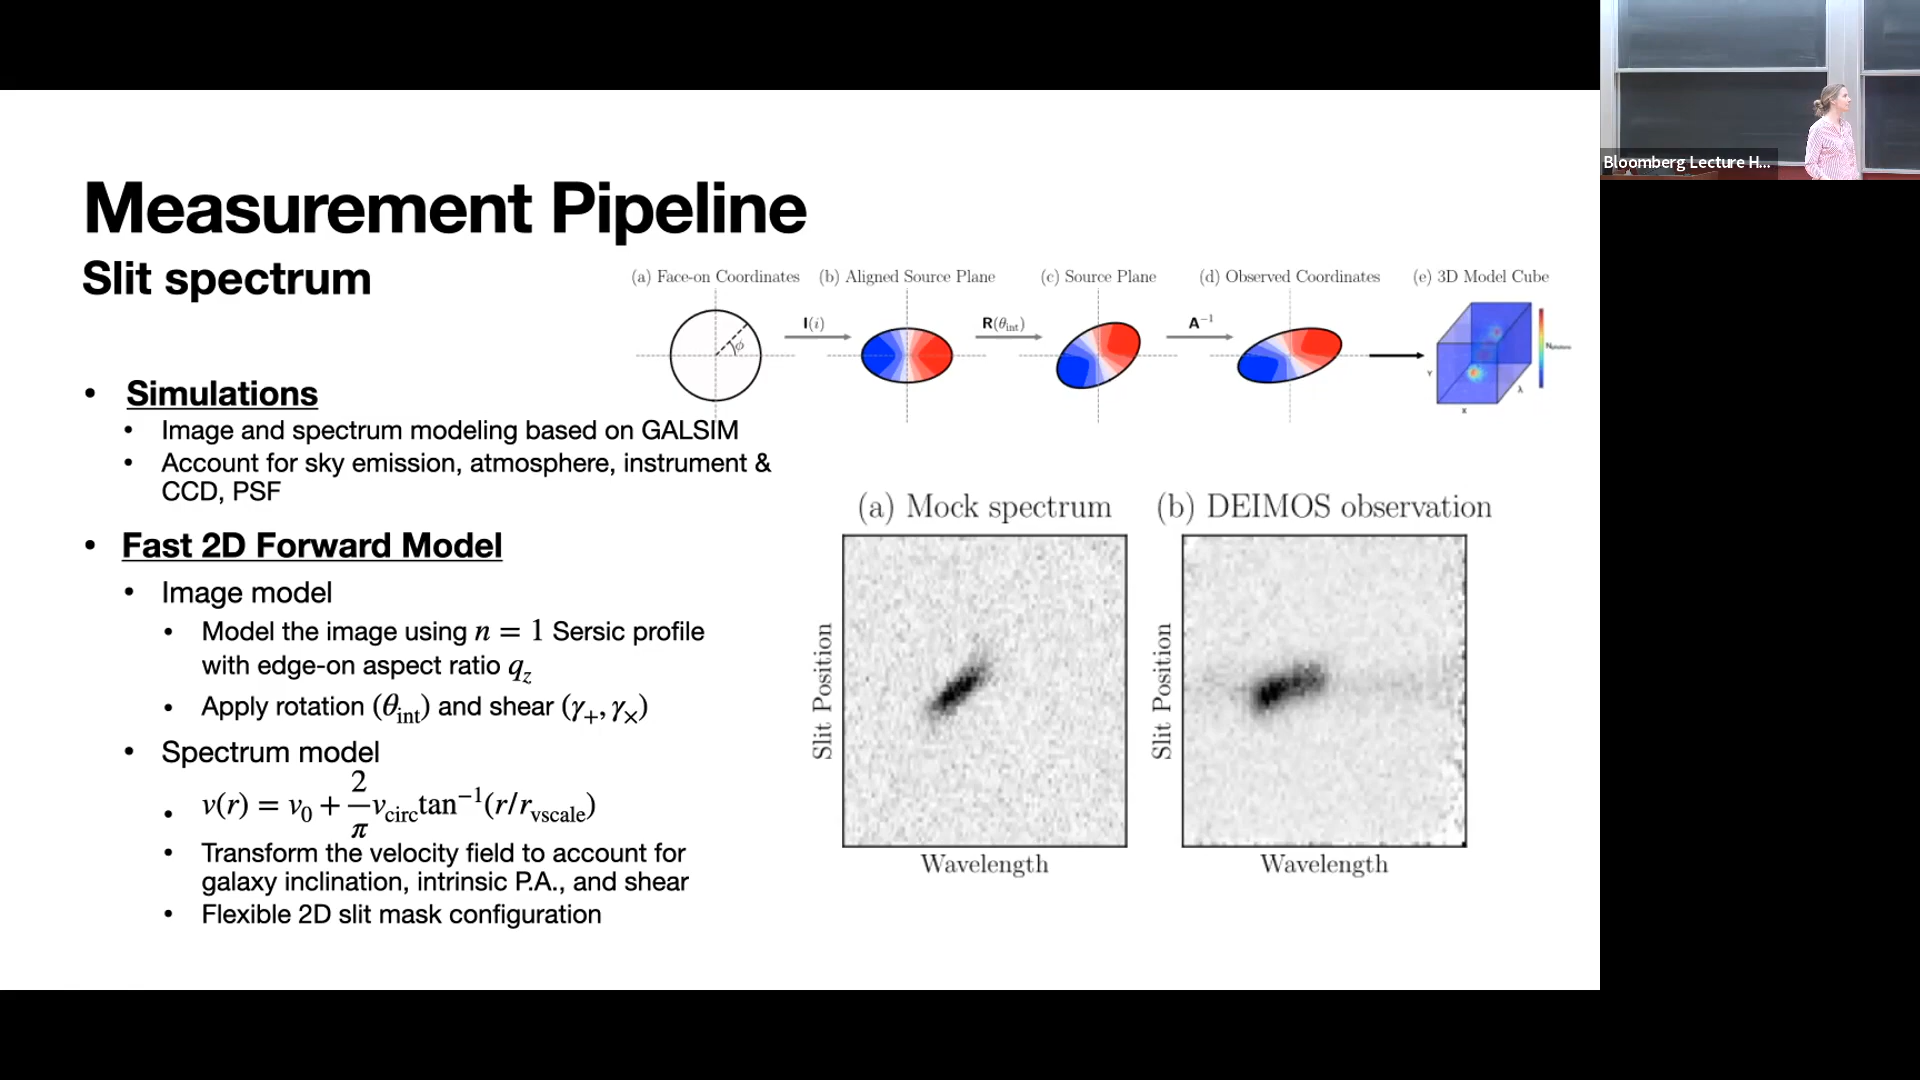 Measurement Pipeline
Slit spectrum
(a) Face-on Coordinates
(b) Aligned Source Plane
(c) Source Plane
(d) Observed Coordinates
(e) 3D Model Cube
ϕ
I(i)
R(θ_int)
A⁻¹
Y
X
λ
• Simulations
• Image and spectrum modeling based on GALSIM
• Account for sky emission, atmosphere, instrument &
CCD, PSF
• Fast 2D Forward Model
• Image model
• Model the image using n = 1 Sersic profile
with edge-on aspect ratio q_z
• Apply rotation (θ_int) and shear (γ₊, γ_×)
• Spectrum model
• v(r) = v₀ + 2/π v_circ tan⁻¹(r/r_vscale)
• Transform the velocity field to account for
galaxy inclination, intrinsic P.A., and shear
• Flexible 2D slit mask configuration
(a) Mock spectrum
Slit Position
Wavelength
(b) DEIMOS observation
Slit Position
Wavelength
Bloomberg Lecture H...